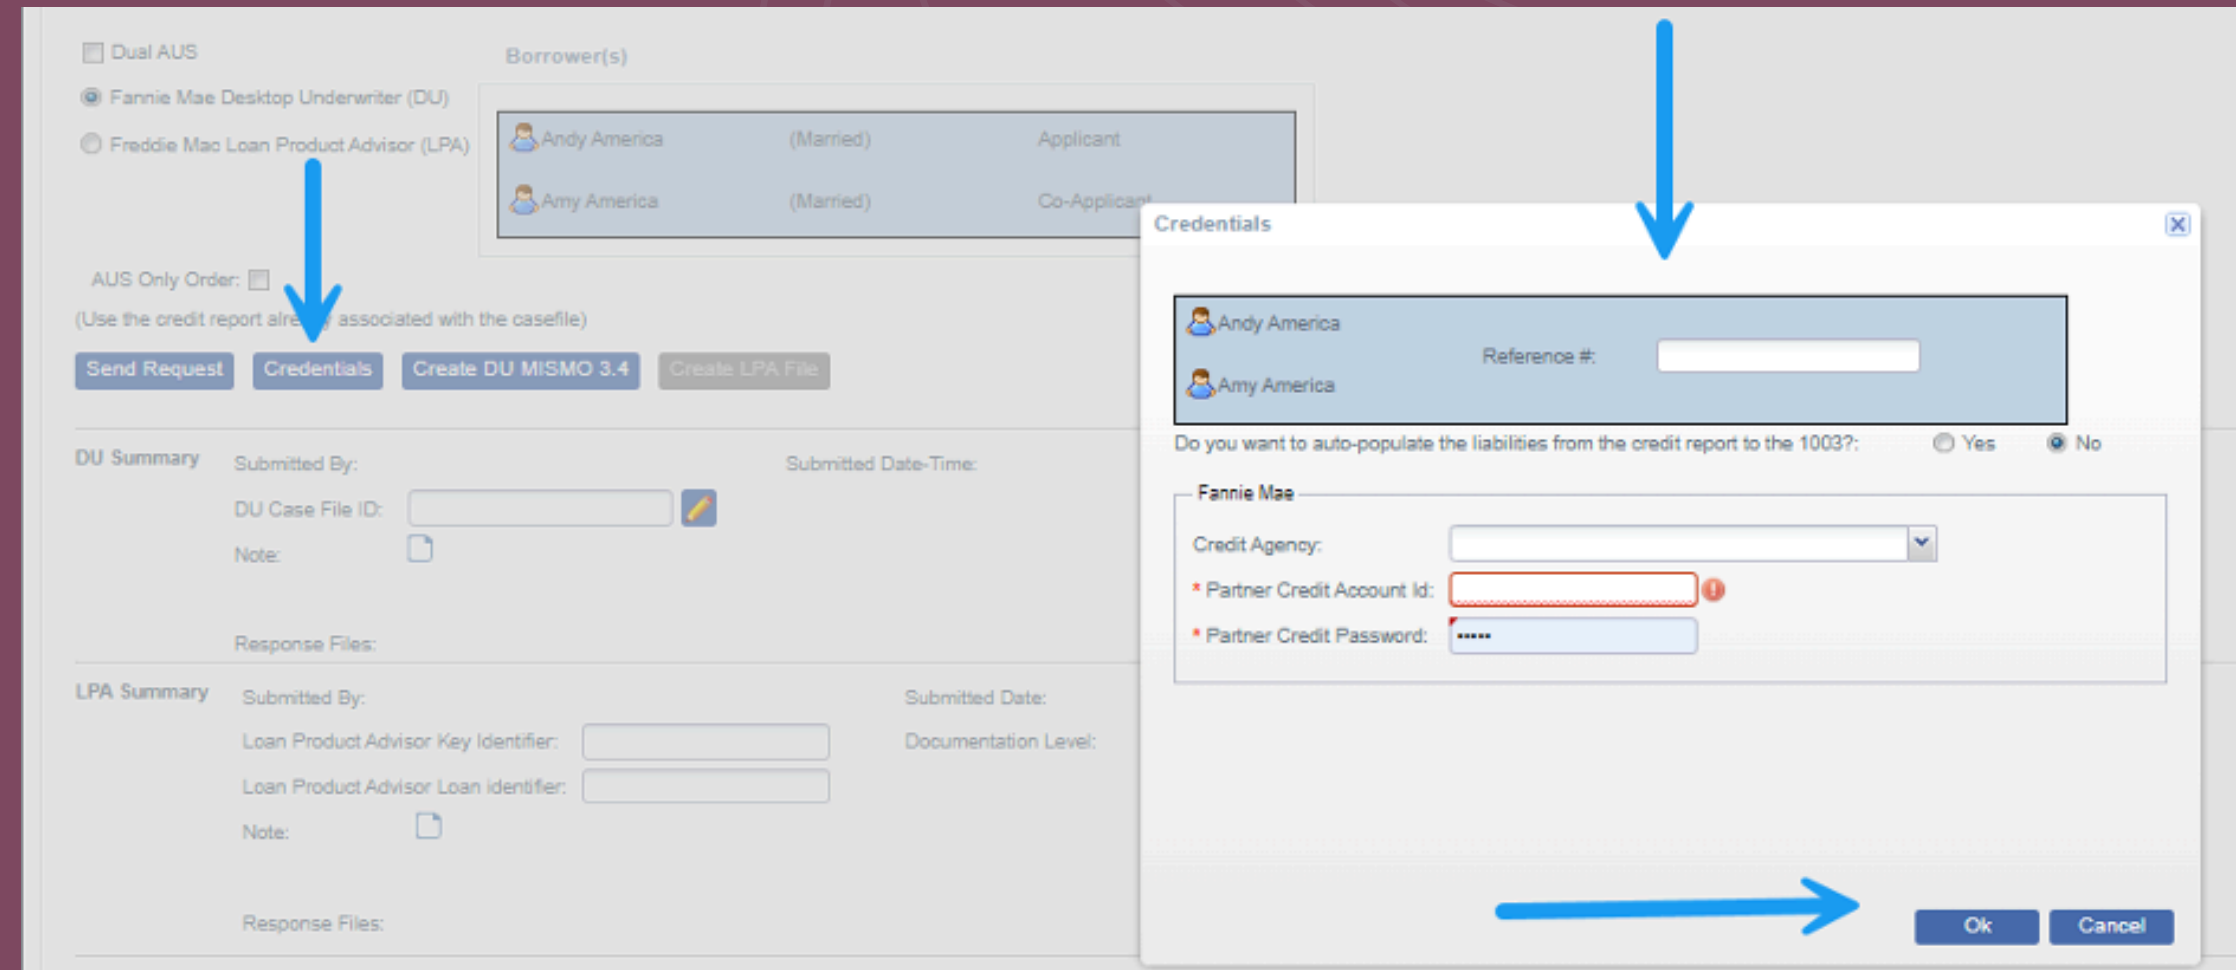 Dual AUS
Borrower(s)
Fannie Mae Desktop Underwriter (DU)
Freddie Mac Loan Product Advisor (LPA)
Andy America (Married) Applicant
Amy America (Married) Co-Applicant
AUS Only Order:
(Use the credit report already associated with the casefile)
Send Request Credentials Create DU MISMO 3.4 Create LPA File
DU Summary Submitted By: Submitted Date-Time:
DU Case File ID:
Note:
Response Files:
LPA Summary Submitted By: Submitted Date:
Loan Product Advisor Key Identifier: Documentation Level:
Loan Product Advisor Loan identifier:
Note:
Response Files:
Credentials
Andy America
Reference #:
Amy America
Do you want to auto-populate the liabilities from the credit report to the 1003?: Yes No
Fannie Mae
Credit Agency:
* Partner Credit Account Id:
* Partner Credit Password: •••••
Ok Cancel